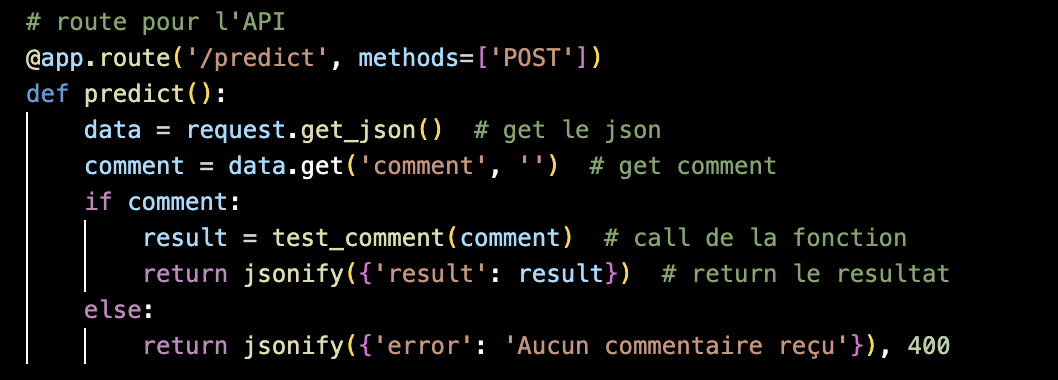 # route pour l'API
@app.route('/predict', methods=['POST'])
def predict():
    data = request.get_json()  # get le json
    comment = data.get('comment', '')  # get comment
    if comment:
        result = test_comment(comment)  # call de la fonction
        return jsonify({'result': result})  # return le resultat
    else:
        return jsonify({'error': 'Aucun commentaire reçu'}), 400